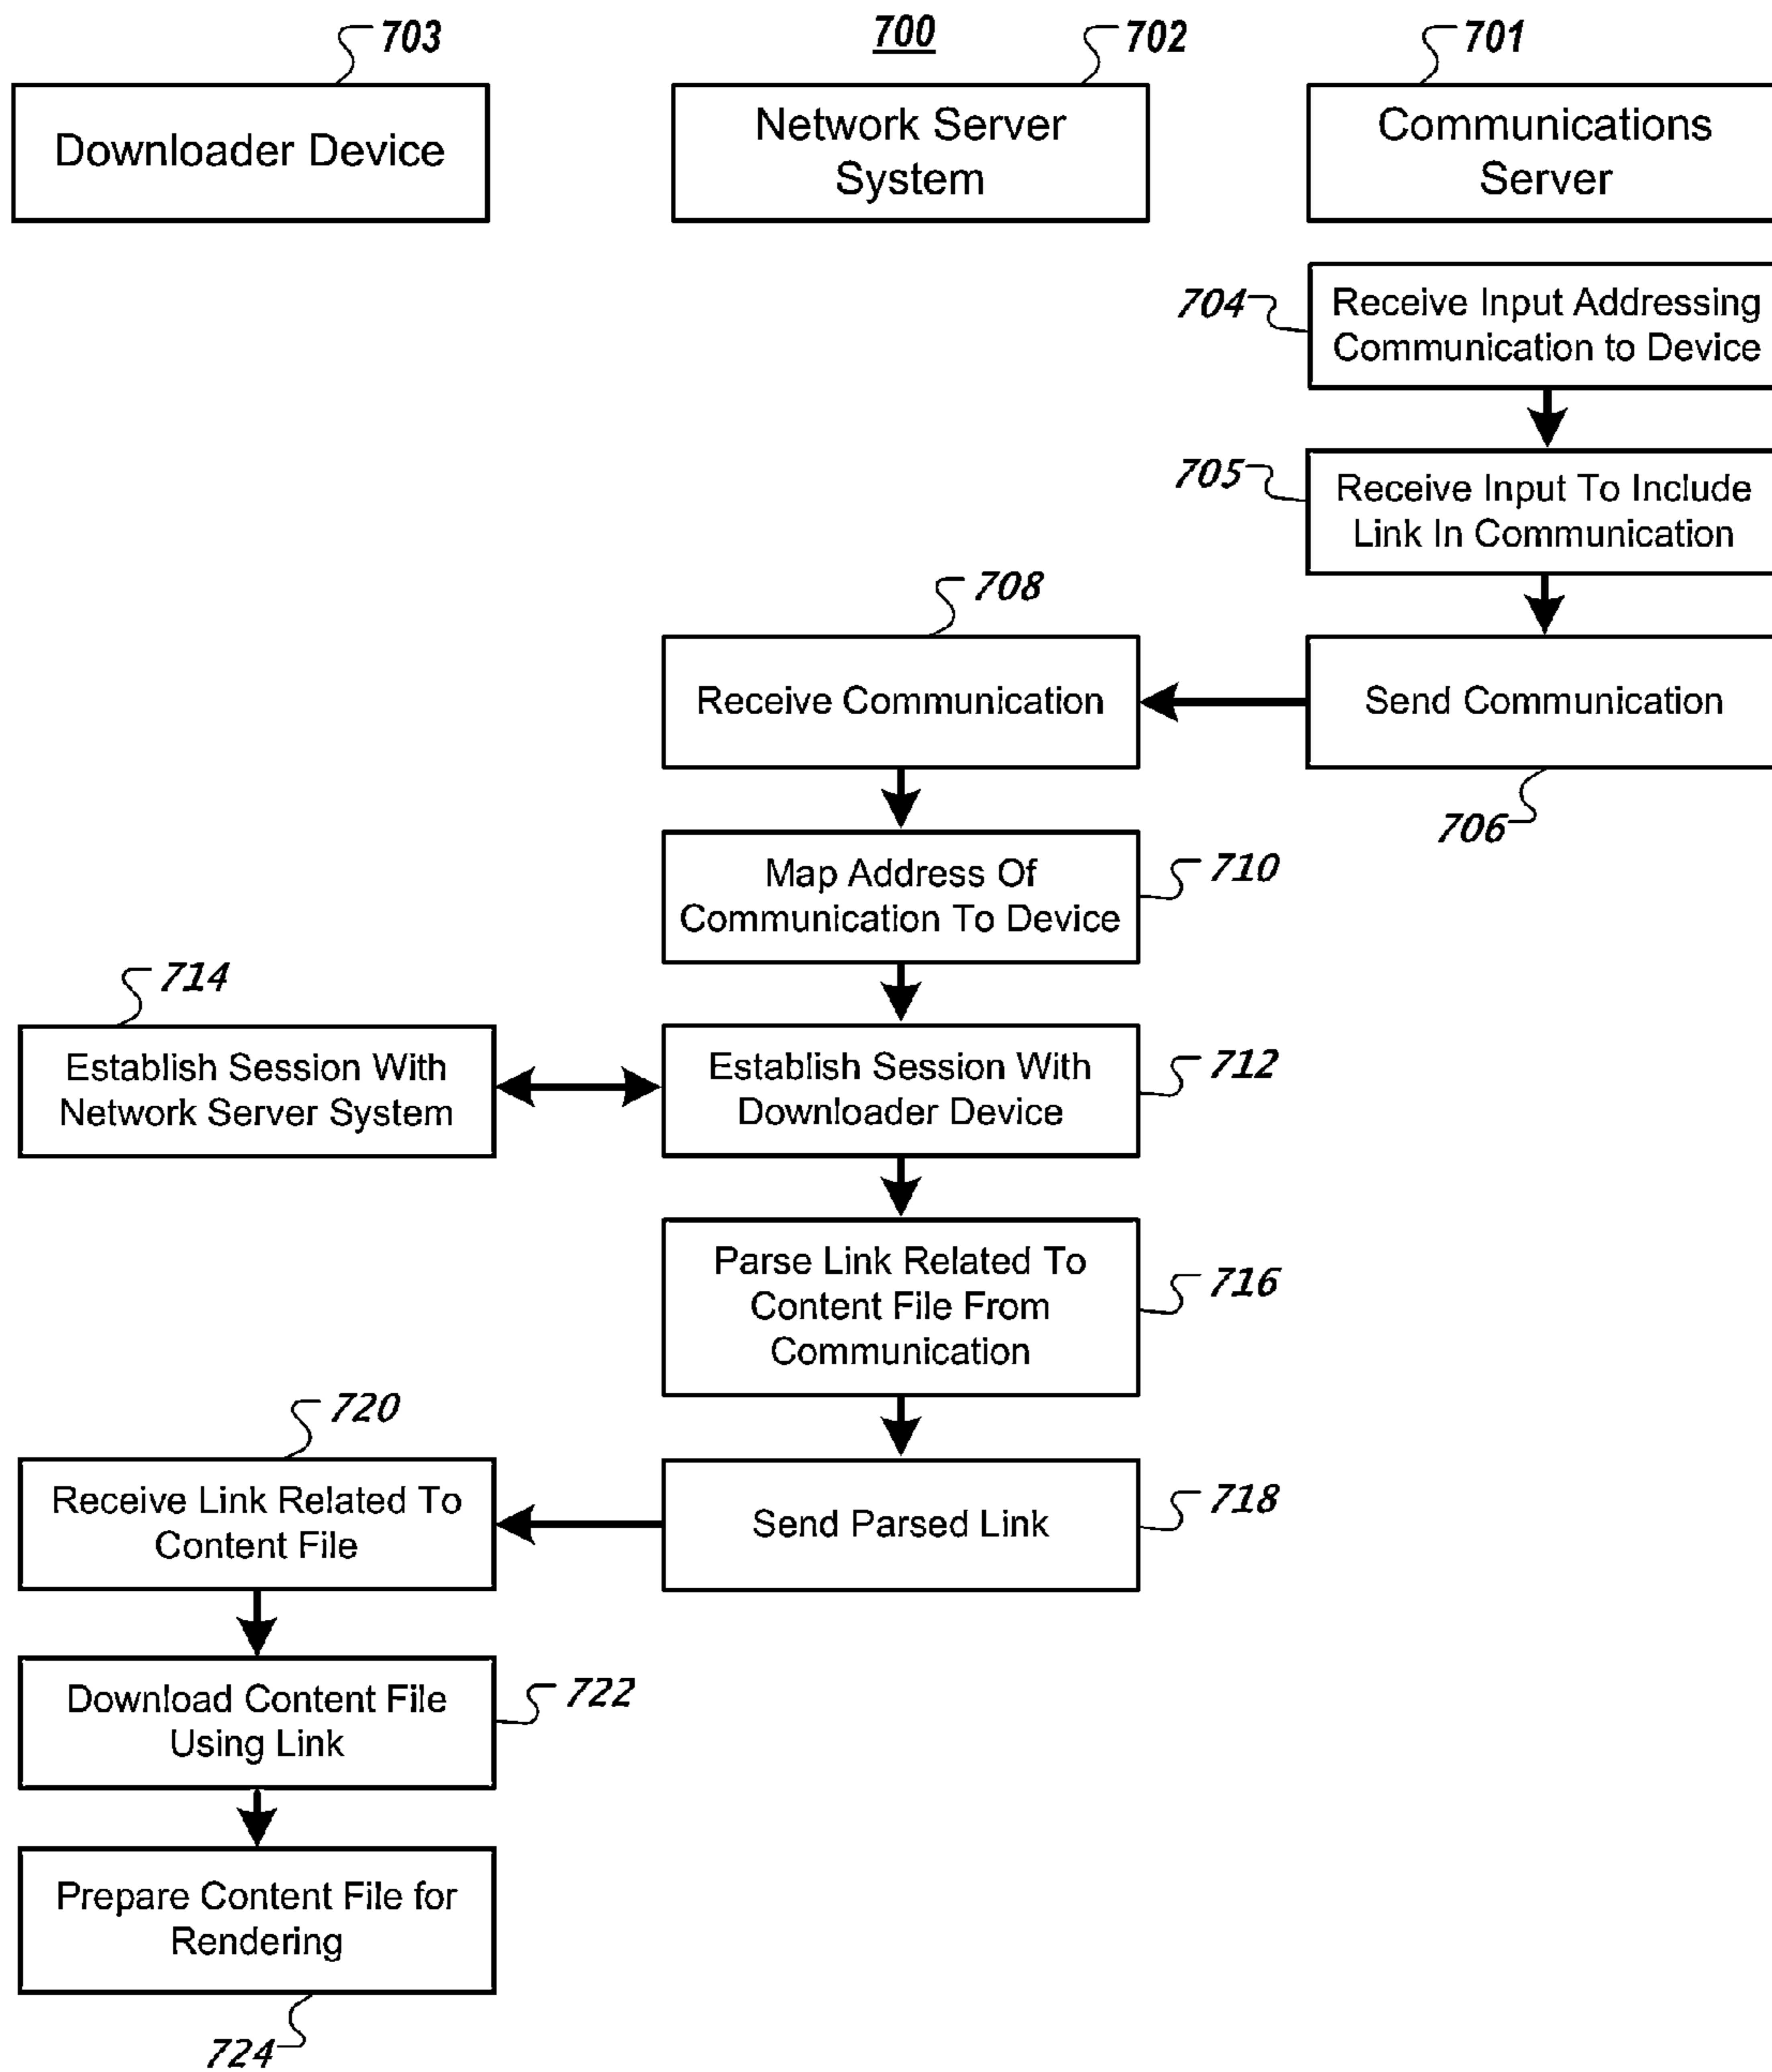 703
700
702
701
Downloader Device
Network Server
System
Communications
Server
704
Receive Input Addressing
Communication to Device
705
Receive Input To Include
Link In Communication
708
Receive Communication
Send Communication
706
Map Address Of
Communication To Device
710
714
Establish Session With
Network Server System
Establish Session With
Downloader Device
712
Parse Link Related To
Content File From
Communication
716
720
Receive Link Related To
Content File
Send Parsed Link
718
Download Content File
Using Link
722
Prepare Content File for
Rendering
724